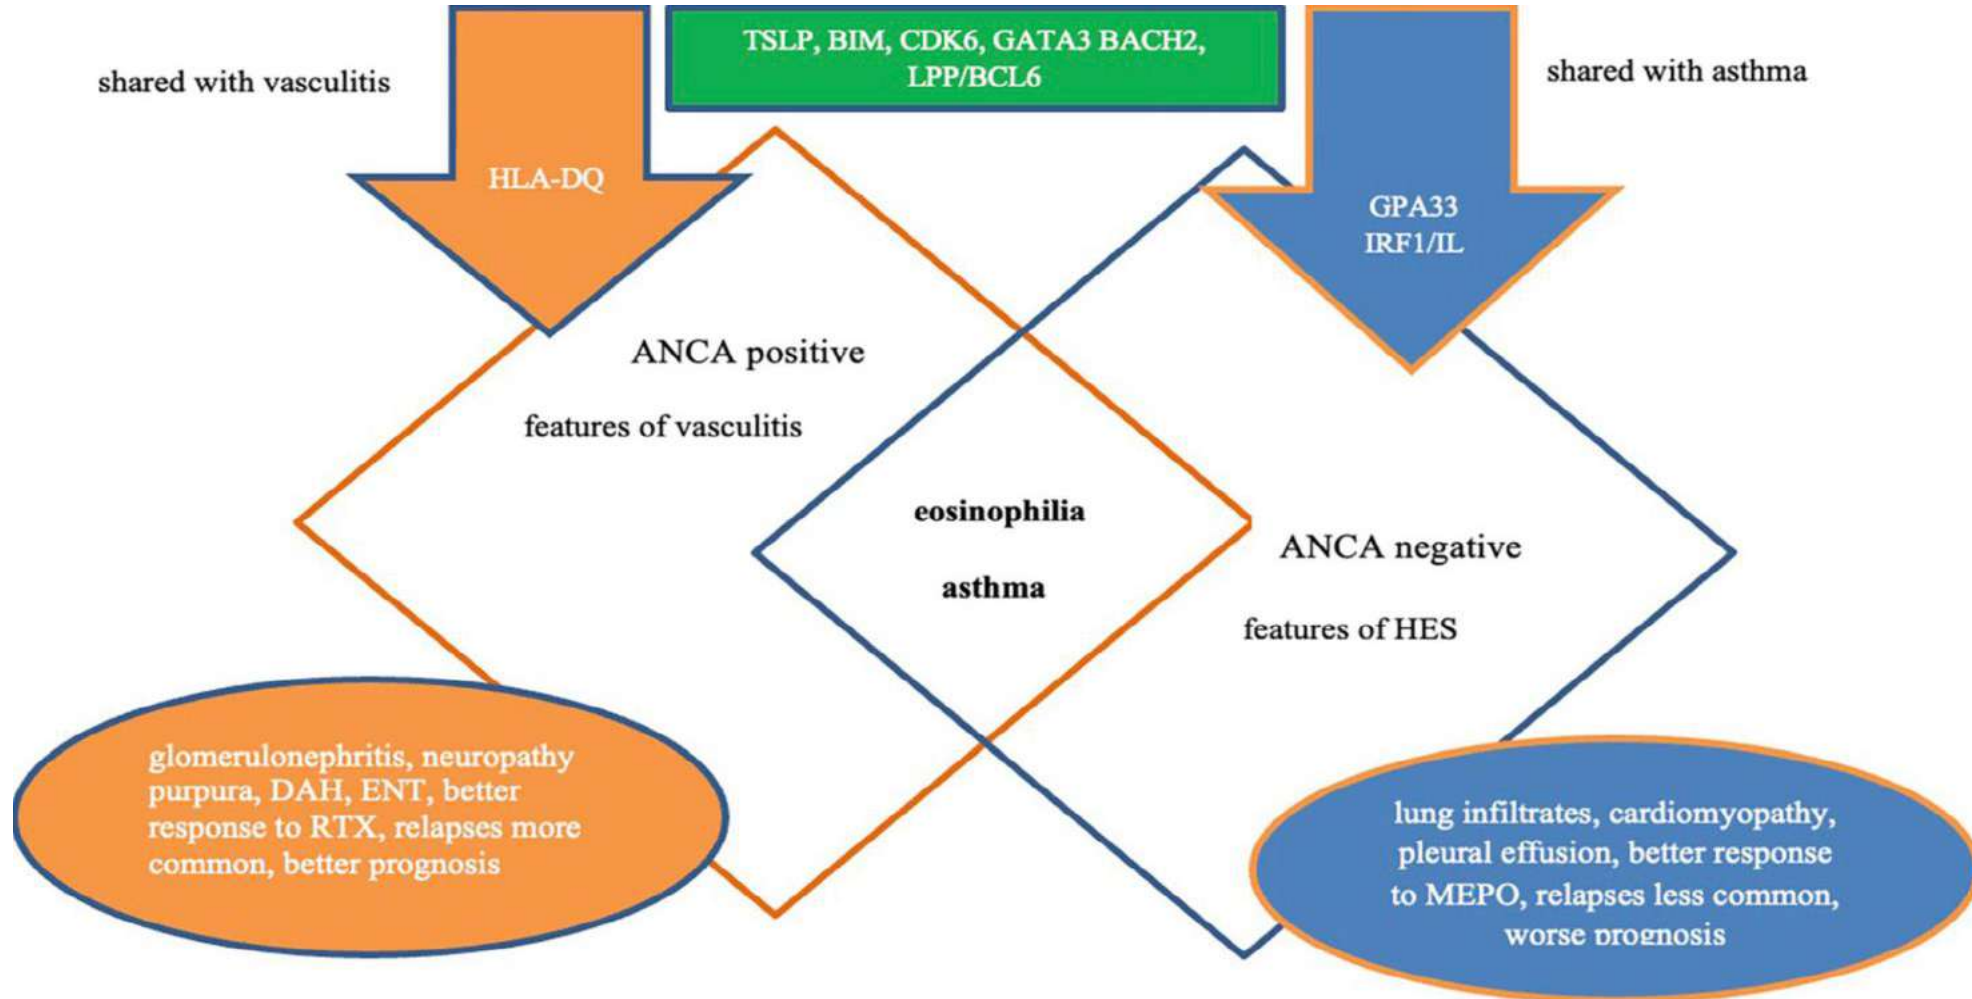 TSLP, BIM, CDK6, GATA3 BACH2,
LPP/BCL6
shared with vasculitis
shared with asthma
HLA-DQ
GPA33
IRF1/IL
ANCA positive
features of vasculitis
eosinophilia
asthma
ANCA negative
features of HES
glomerulonephritis, neuropathy
purpura, DAH, ENT, better
response to RTX, relapses more
common, better prognosis
lung infiltrates, cardiomyopathy,
pleural effusion, better response
to MEPO, relapses less common,
worse prognosis